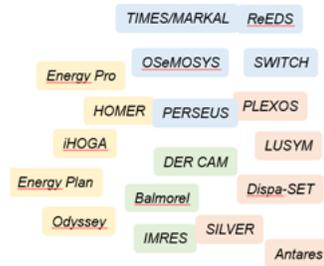 TIMES/MARKAL ReEDS
OSeMOSYS SWITCH
Energy Pro
HOMER PERSEUS PLEXOS
iHOGA LUSYM
DER CAM
Energy Plan Dispa-SET
Balmorel
Odyssey SILVER
IMRES
Antares